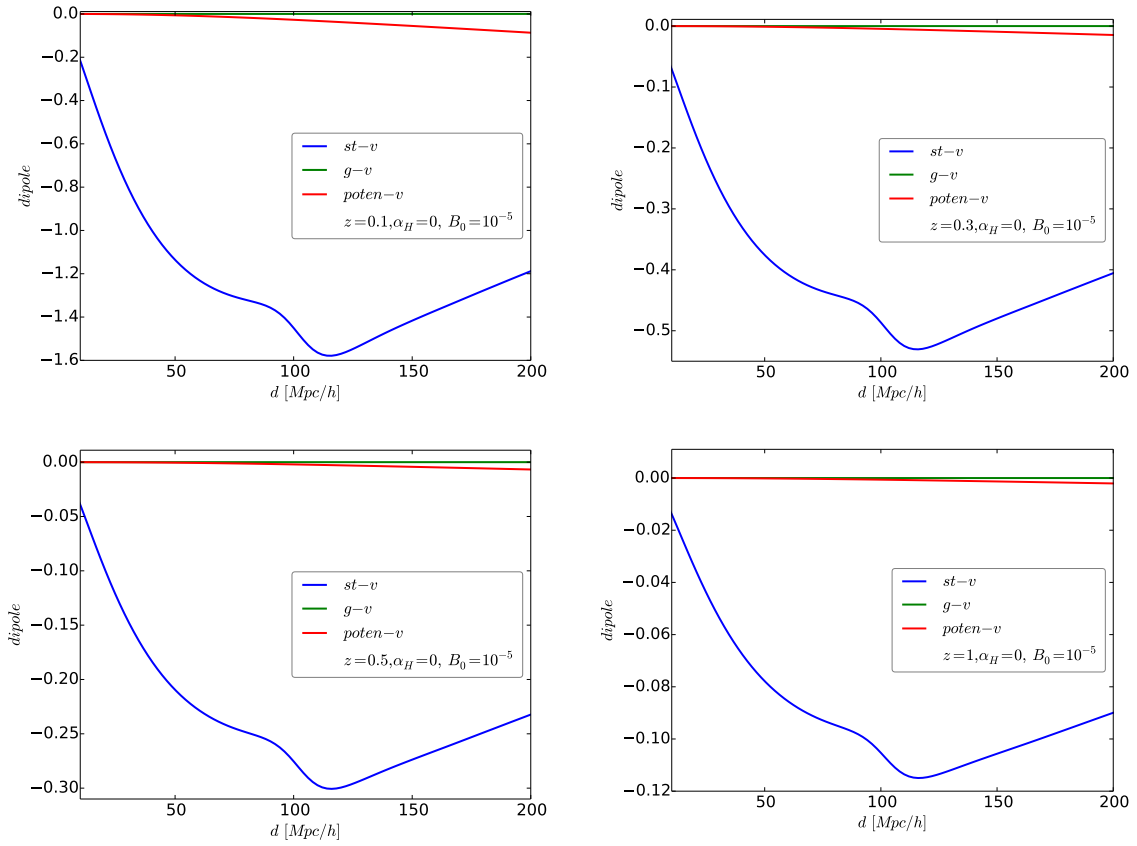 0.0
−0.2
−0.4
−0.6
−0.8
−1.0
−1.2
−1.4
−1.6
dipole
50
100
150
200
d [Mpc/h]
st−v
g−v
poten−v
z=0.1,α_H=0, B_0=10^{-5}
0.0
−0.1
−0.2
−0.3
−0.4
−0.5
dipole
50
100
150
200
d [Mpc/h]
st−v
g−v
poten−v
z=0.3,α_H=0, B_0=10^{-5}
0.00
−0.05
−0.10
−0.15
−0.20
−0.25
−0.30
dipole
50
100
150
200
d [Mpc/h]
st−v
g−v
poten−v
z=0.5,α_H=0, B_0=10^{-5}
0.00
−0.02
−0.04
−0.06
−0.08
−0.10
−0.12
dipole
50
100
150
200
d [Mpc/h]
st−v
g−v
poten−v
z=1,α_H=0, B_0=10^{-5}